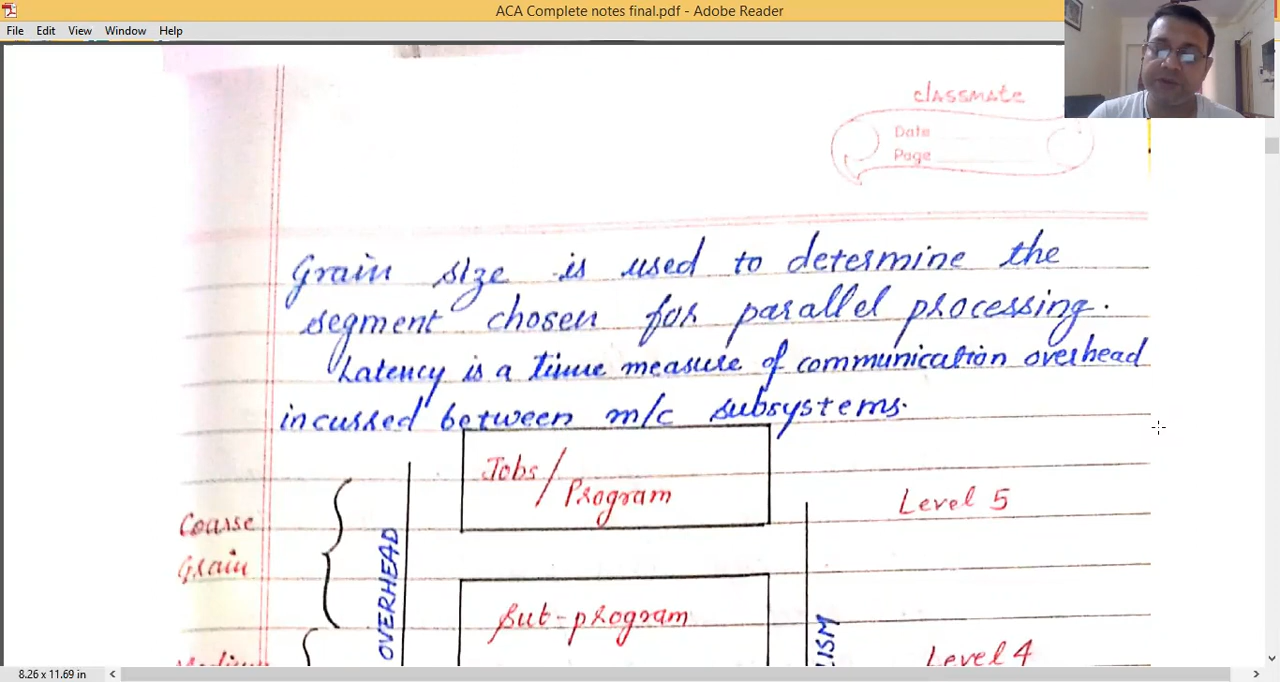 ACA Complete notes final.pdf - Adobe Reader
File Edit View Window Help
classmate
Date
Page
Grain size is used to determine the
segment chosen for parallel processing.
Latency is a time measure of communication overhead
incurred between m/c subsystems.
Jobs/
Program
Level 5
Coarse
Grain
OVERHEAD
Sub-program
Level 4
8.26 x 11.69 in